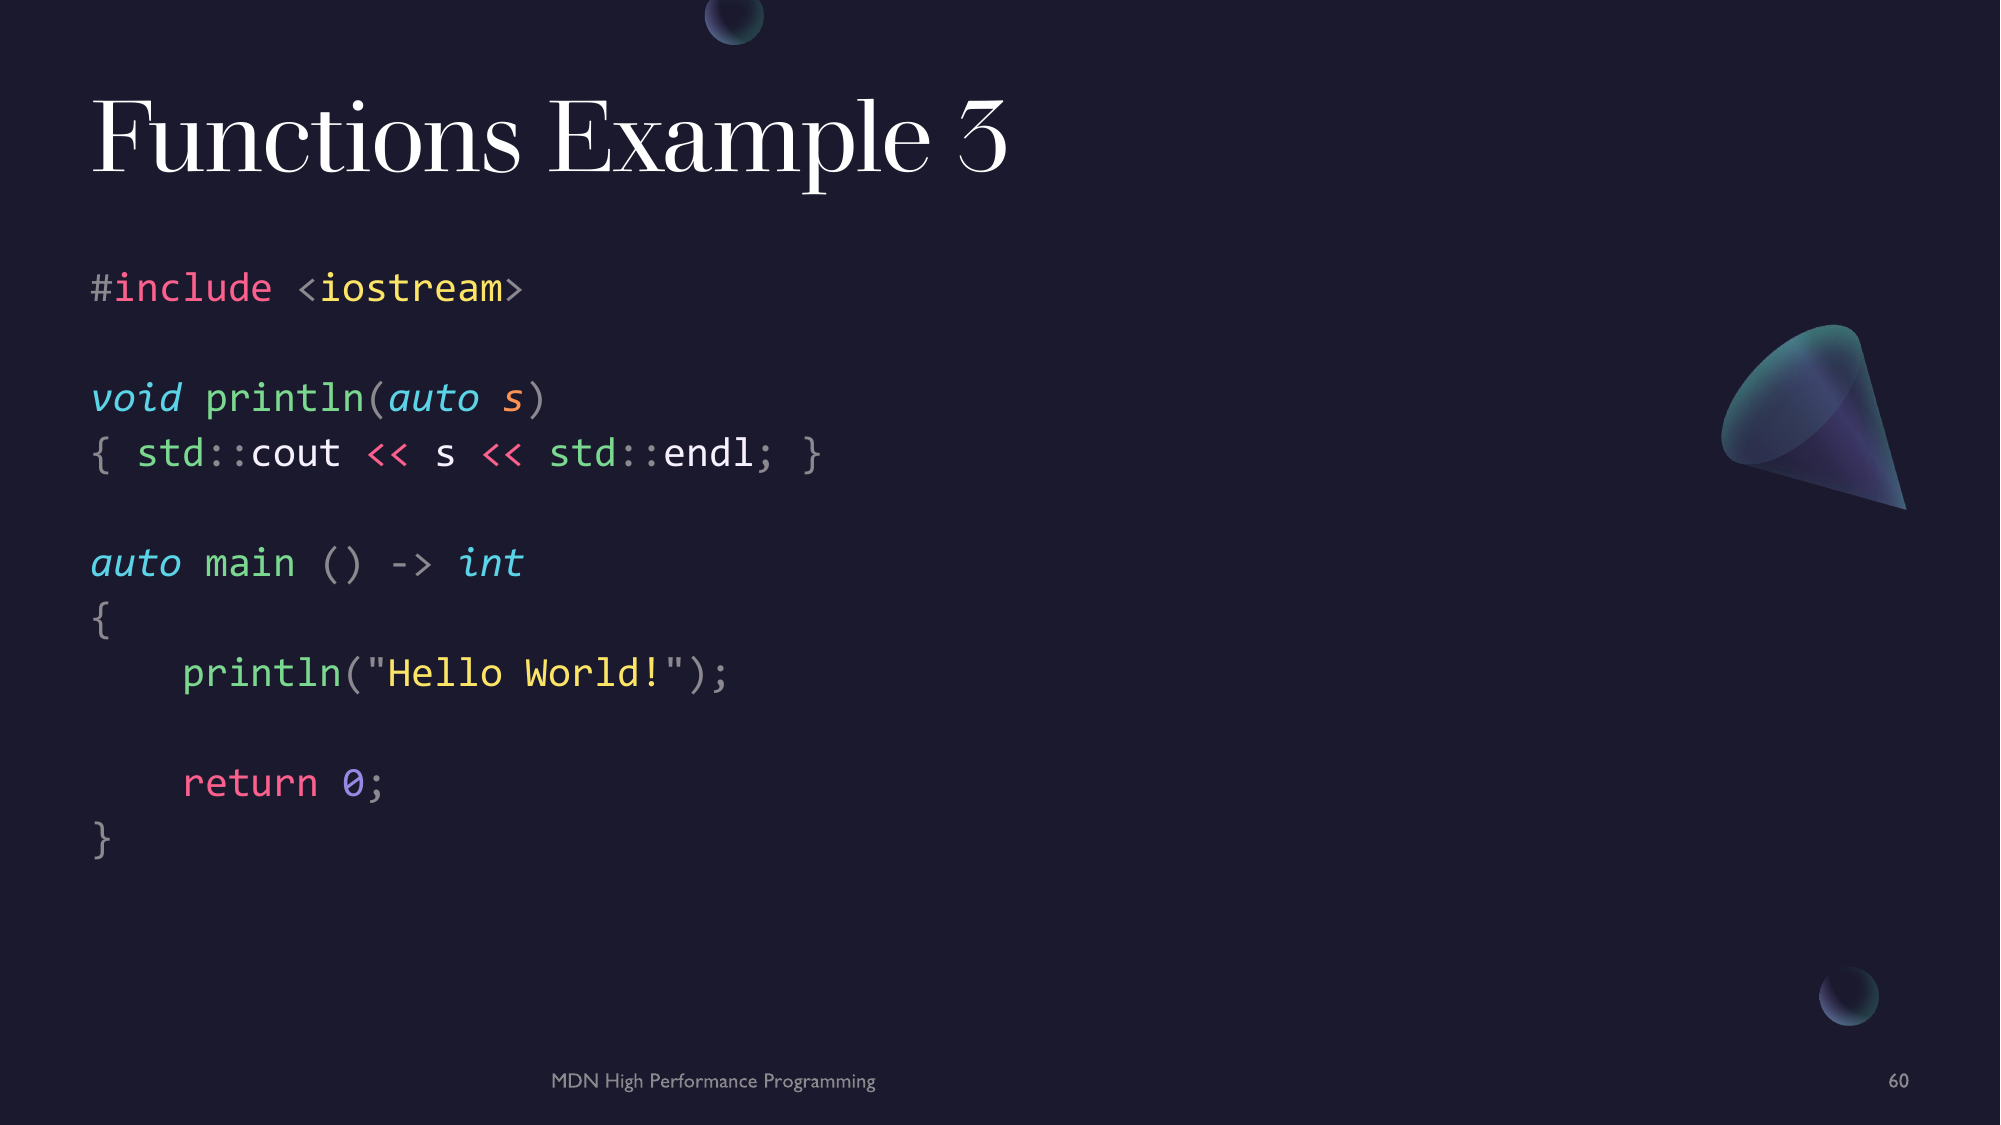 Functions Example 3
#include <iostream>
void println(auto s)
{ std::cout << s << std::endl; }
auto main () -> int
{
    println("Hello World!");
    return 0;
}
MDN High Performance Programming
60